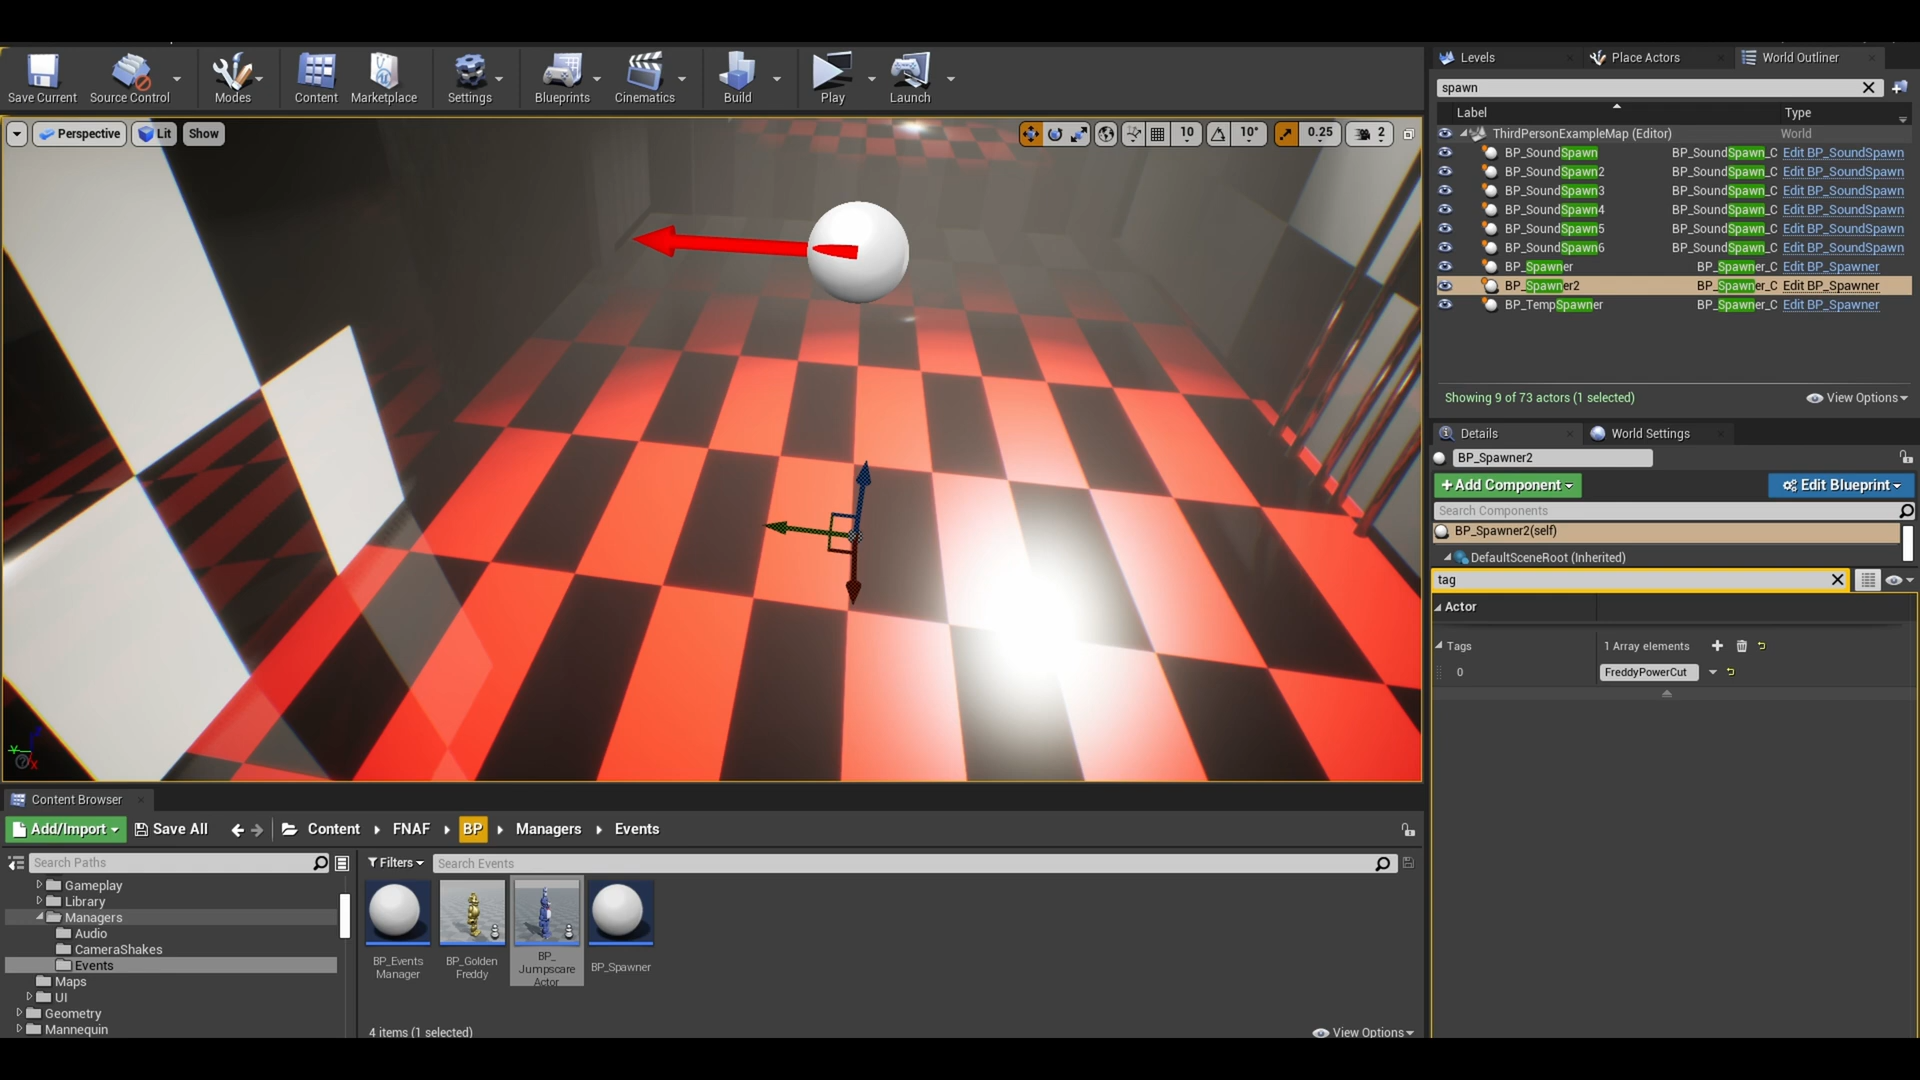 Save Current
Source Control
Modes
Content
Marketplace
Settings
Blueprints
Cinematics
Build
Play
Launch
Perspective
Lit
Show
10
10°
0.25
2
Levels
Place Actors
World Outliner
spawn
Label
Type
ThirdPersonExampleMap (Editor)
World
BP_SoundSpawn
BP_SoundSpawn_C
Edit BP_SoundSpawn
BP_SoundSpawn2
BP_SoundSpawn_C
Edit BP_SoundSpawn
BP_SoundSpawn3
BP_SoundSpawn_C
Edit BP_SoundSpawn
BP_SoundSpawn4
BP_SoundSpawn_C
Edit BP_SoundSpawn
BP_SoundSpawn5
BP_SoundSpawn_C
Edit BP_SoundSpawn
BP_SoundSpawn6
BP_SoundSpawn_C
Edit BP_SoundSpawn
BP_Spawner
BP_Spawner_C
Edit BP_Spawner
BP_Spawner2
BP_Spawner_C
Edit BP_Spawner
BP_TempSpawner
BP_Spawner_C
Edit BP_Spawner
Showing 9 of 73 actors (1 selected)
View Options
Details
World Settings
BP_Spawner2
+Add Component
Edit Blueprint
Search Components
BP_Spawner2(self)
DefaultSceneRoot (Inherited)
tag
Actor
Tags
1 Array elements
0
FreddyPowerCut
Content Browser
Add/Import
Save All
Content
FNAF
BP
Managers
Events
Search Paths
Filters
Search Events
Gameplay
Library
Managers
Audio
CameraShakes
Events
Maps
UI
Geometry
Mannequin
BP_Events
Manager
BP_Golden
Freddy
BP_
Jumpscare
Actor
BP_Spawner
4 items (1 selected)
View Options